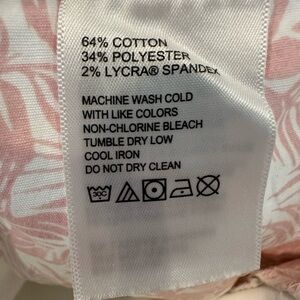 64% COTTON
34% POLYESTER
2% LYCRA® SPANDEX
MACHINE WASH COLD
WITH LIKE COLORS
NON-CHLORINE BLEACH
TUMBLE DRY LOW
COOL IRON
DO NOT DRY CLEAN